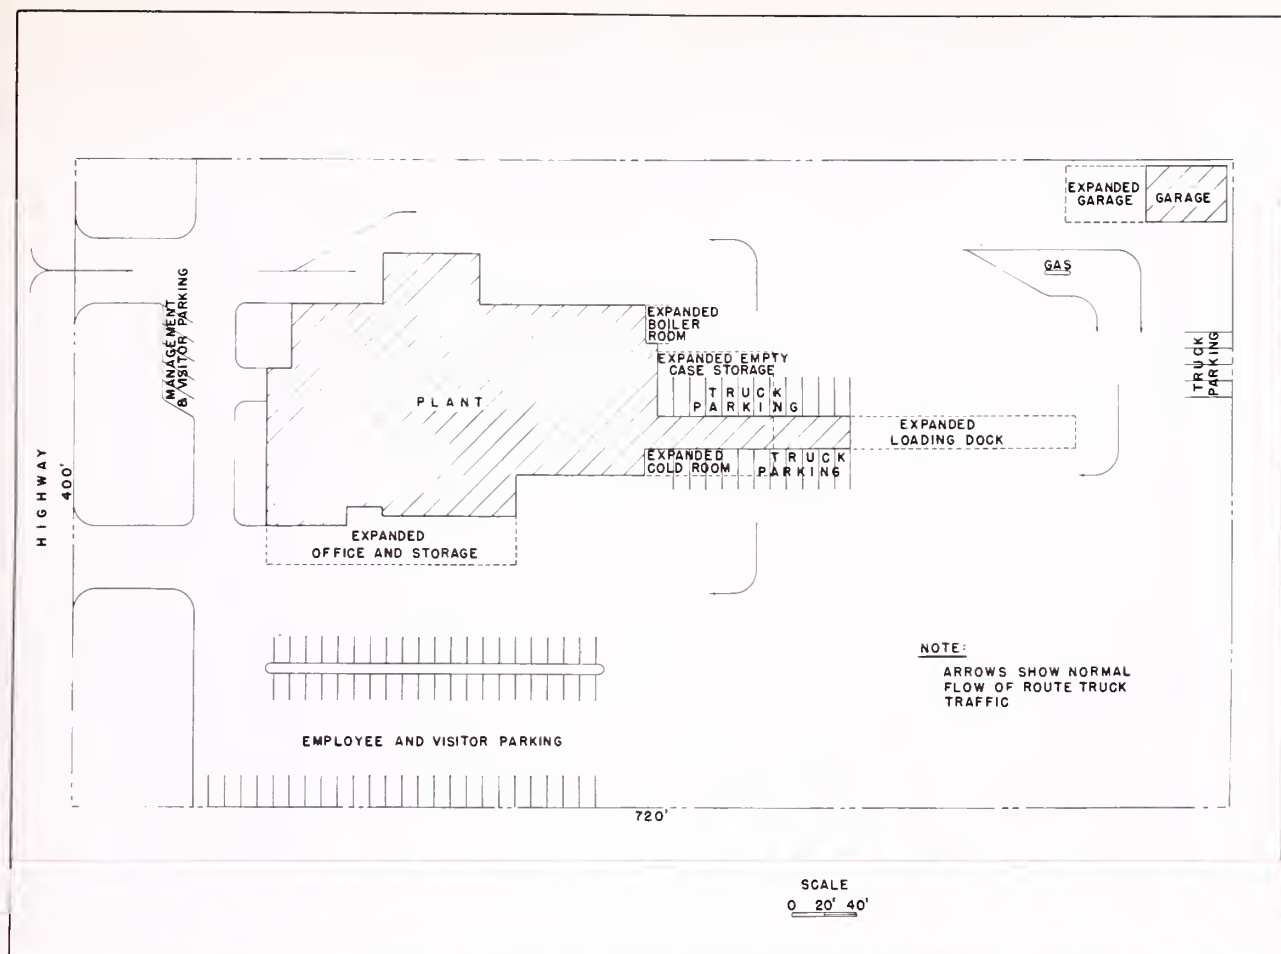 EXPANDED
GARAGE
GARAGE
GAS
MANAGEMENT
& VISITOR PARKING
EXPANDED
BOILER
ROOM
TRUCK
PARKING
EXPANDED EMPTY
CASE STORAGE
TRUCK
PARKING
PLANT
EXPANDED
LOADING DOCK
HIGHWAY
400'
EXPANDED
COLD ROOM
TRUCK
PARKING
EXPANDED
OFFICE AND STORAGE
NOTE:
ARROWS SHOW NORMAL
FLOW OF ROUTE TRUCK
TRAFFIC
EMPLOYEE AND VISITOR PARKING
720'
SCALE
0 20' 40'